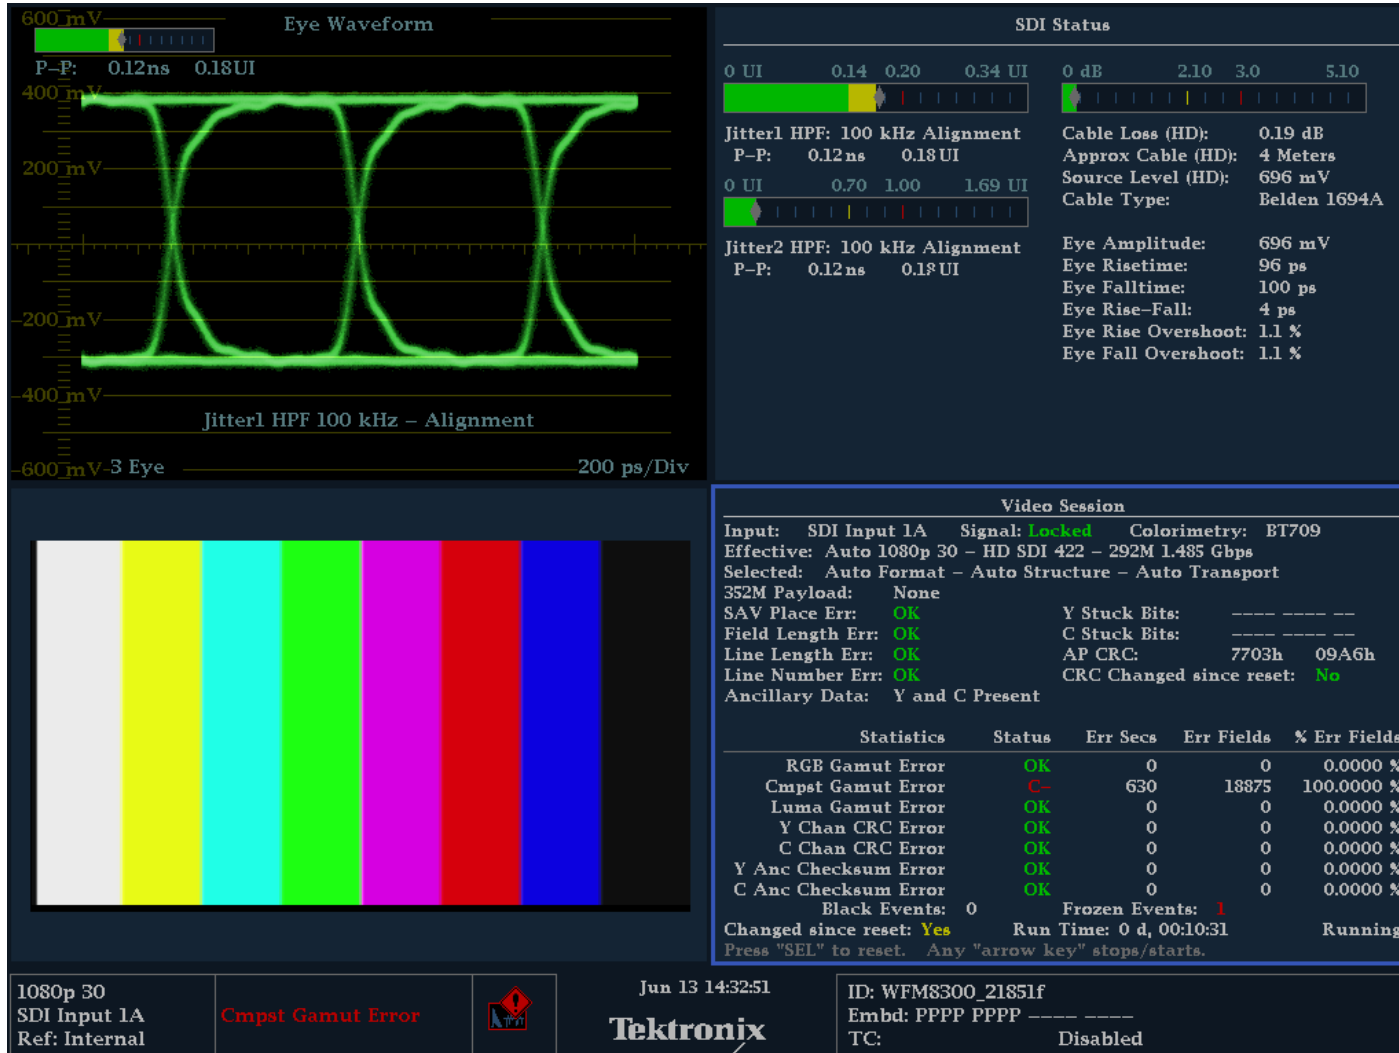 Eye Waveform
600 mV
P-P: 0.12ns 0.18UI
400 mV
200 mV
-200 mV
-400 mV
Jitter1 HPF 100 kHz - Alignment
-600 mV
3 Eye
200 ps/Div
SDI Status
0 UI 0.14 0.20 0.34 UI
Jitter1 HPF: 100 kHz Alignment
P-P: 0.12ns 0.18UI
0 UI 0.70 1.00 1.69 UI
Jitter2 HPF: 100 kHz Alignment
P-P: 0.12ns 0.18UI
0 dB 2.10 3.0 5.10
Cable Loss (HD): 0.19 dB
Approx Cable (HD): 4 Meters
Source Level (HD): 696 mV
Cable Type: Belden 1694A
Eye Amplitude: 696 mV
Eye Risetime: 96 ps
Eye Falltime: 100 ps
Eye Rise-Fall: 4 ps
Eye Rise Overshoot: 1.1 %
Eye Fall Overshoot: 1.1 %
Video Session
Input: SDI Input 1A Signal: Locked Colorimetry: BT709
Effective: Auto 1080p 30 - HD SDI 422 - 292M 1.485 Gbps
Selected: Auto Format - Auto Structure - Auto Transport
352M Payload: None
SAV Place Err: OK Y Stuck Bits: ---- ---- --
Field Length Err: OK C Stuck Bits: ---- ---- --
Line Length Err: OK AP CRC: 7703h 09A6h
Line Number Err: OK CRC Changed since reset: No
Ancillary Data: Y and C Present
Statistics Status Err Secs Err Fields % Err Fields
RGB Gamut Error OK 0 0 0.0000 %
Cmpst Gamut Error C- 630 18875 100.0000 %
Luma Gamut Error OK 0 0 0.0000 %
Y Chan CRC Error OK 0 0 0.0000 %
C Chan CRC Error OK 0 0 0.0000 %
Y Anc Checksum Error OK 0 0 0.0000 %
C Anc Checksum Error OK 0 0 0.0000 %
Black Events: 0 Frozen Events: 1
Changed since reset: Yes Run Time: 0 d, 00:10:31 Running
Press "SEL" to reset. Any "arrow key" stops/starts.
1080p 30
SDI Input 1A
Ref: Internal
Cmpst Gamut Error
Jun 13 14:32:51
Tektronix
ID: WFM8300_21851f
Embd: PPPP PPPP ---- ----
TC: Disabled